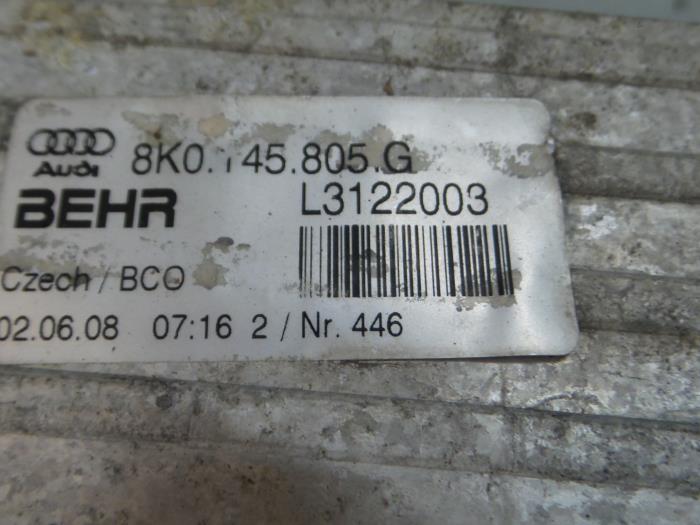 Audi 8K0.145.805.G
BEHR L3122003
Czech / BCO
02.06.08 07:16 2 / Nr. 446